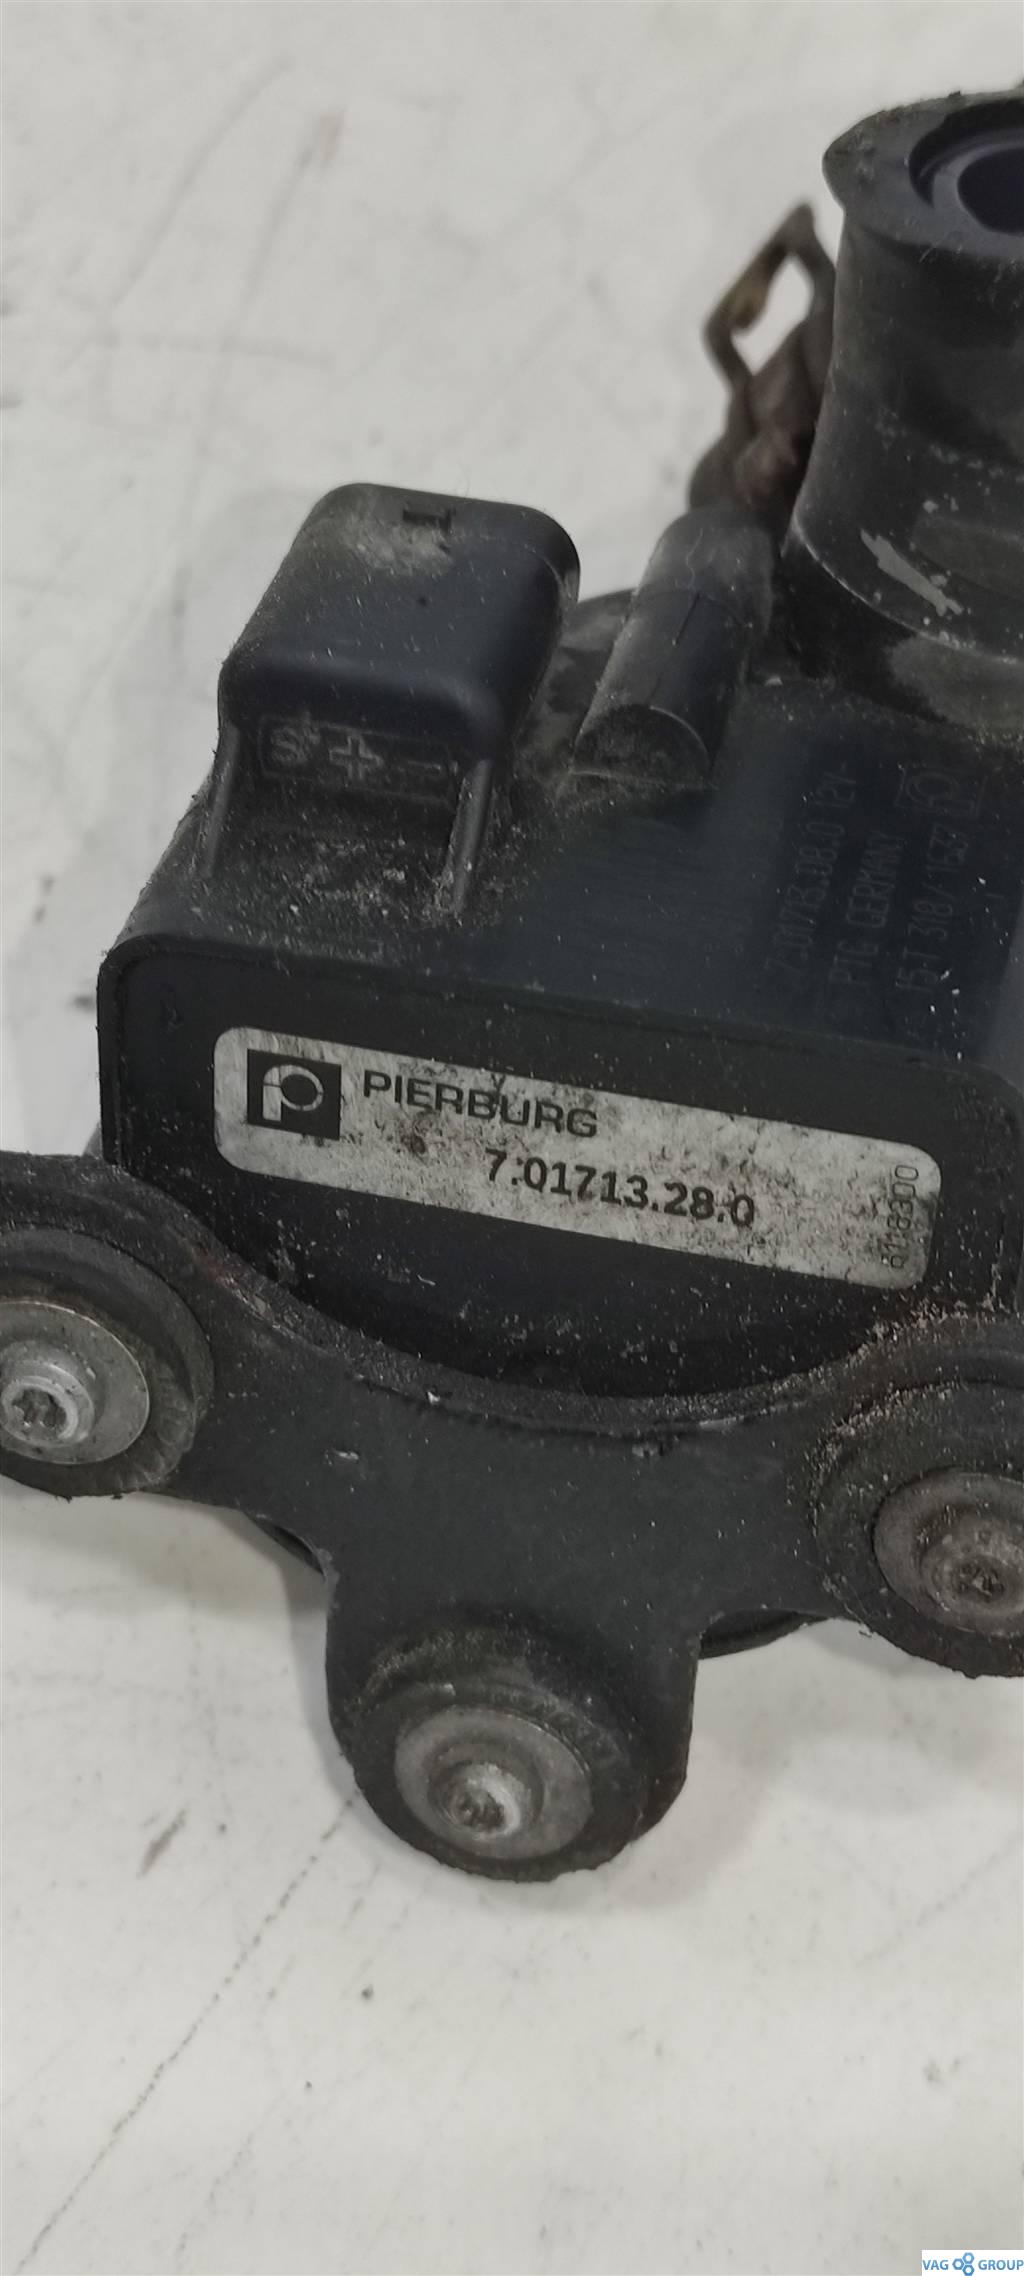 S + −
7.01713.08.0 12V-
PTG GERMANY
PIERBURG
7.01713.28.0
VAG GROUP